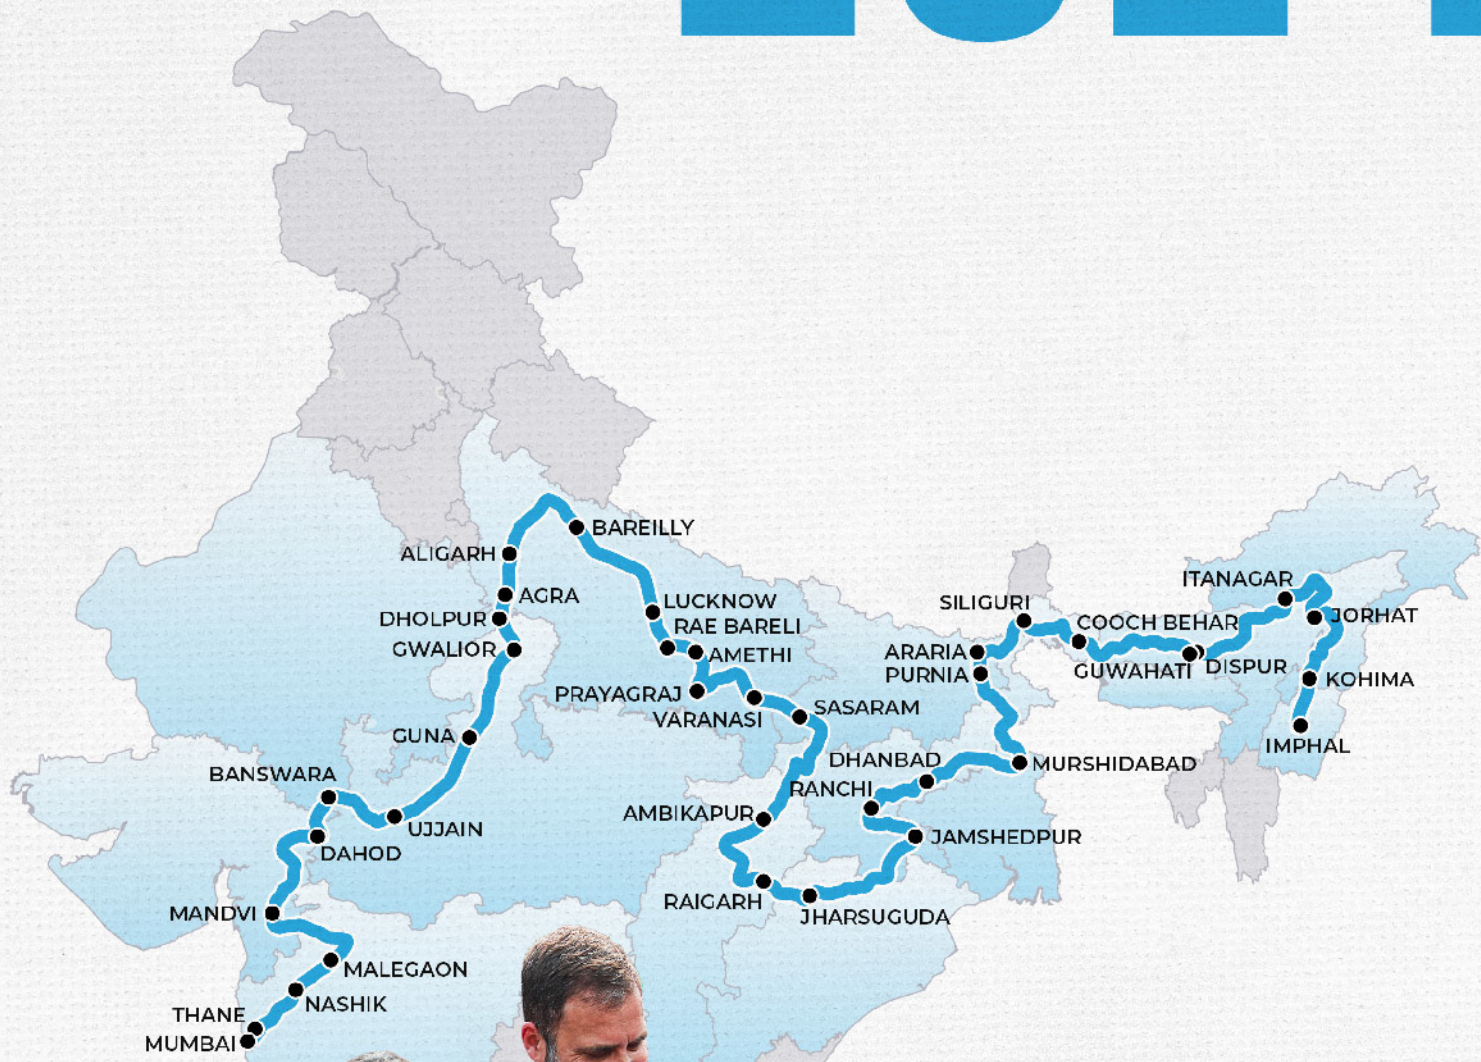 BAREILLY
ALIGARH
ITANAGAR
AGRA
LUCKNOW
SILIGURI
JORHAT
DHOLPUR
COOCH BEHAR
RAE BARELI
GWALIOR
AMETHI
ARARIA
DISPUR
GUWAHATI
PURNIA
KOHIMA
PRAYAGRAJ
SASARAM
VARANASI
GUNA
IMPHAL
DHANBAD
MURSHIDABAD
BANSWARA
RANCHI
AMBIKAPUR
UJJAIN
JAMSHEDPUR
DAHOD
RAIGARH
MANDVI
JHARSUGUDA
MALEGAON
NASHIK
THANE
MUMBAI